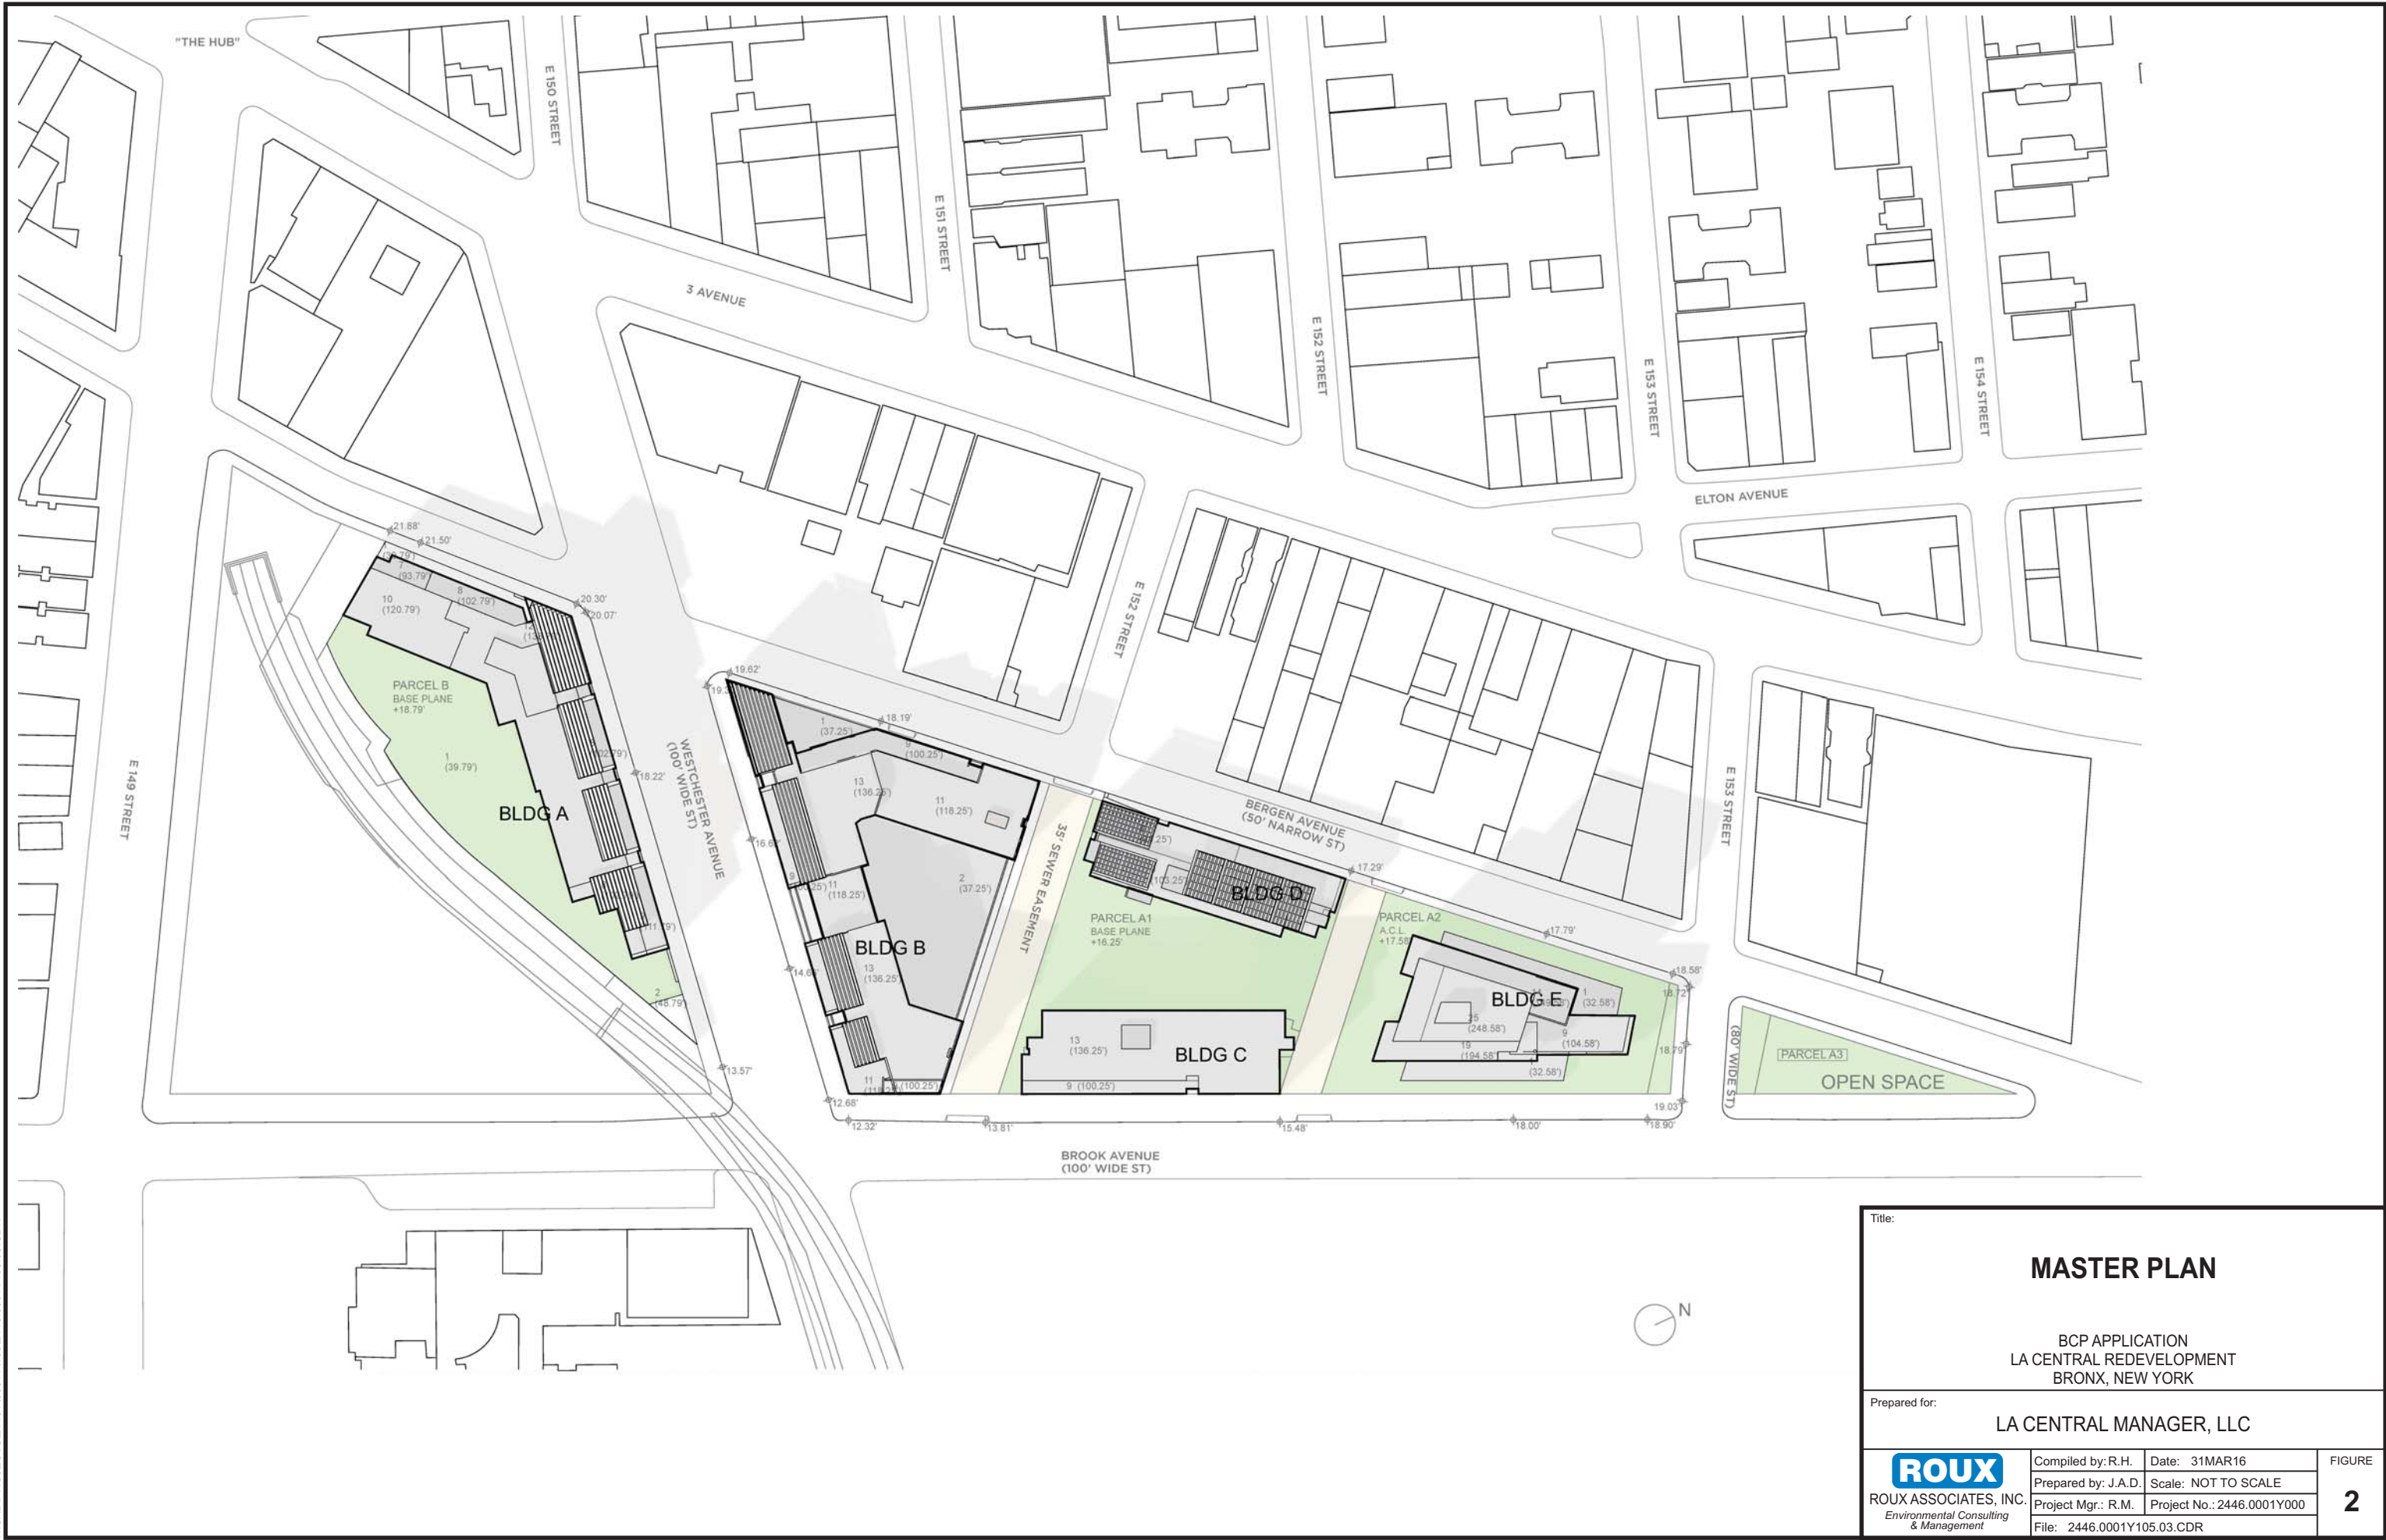 "THE HUB"
E 150 STREET
E 151 STREET
3 AVENUE
E 152 STREET
E 153 STREET
E 154 STREET
ELTON AVENUE
21.88'
21.50'
(93.79')
8
(102.79')
10
(120.79')
20.30'
20.07'
PARCEL B
BASE PLANE
+18.79'
1
(39.79')
BLDG A
18.22'
2
(48.79')
13.57'
E 149 STREET
WESTCHESTER AVENUE
(100' WIDE ST)
E 152 STREET
19.62'
18.19'
1
(37.25')
9
(100.25')
13
(136.25')
11
(118.25')
2
(37.25')
9
11
(118.25')
BLDG B
13
(136.25')
11
(100.25')
12.68'
12.32'
35' SEWER EASEMENT
BERGEN AVENUE
(50' NARROW ST)
17.29'
(103.25')
BLDG D
PARCEL A1
BASE PLANE
+16.25'
PARCEL A2
A.C.L.
+17.58'
17.79'
18.58'
18.72'
BLDG E
1
(32.58')
25
(248.58')
9
(104.58')
19
(194.58')
(32.58')
18.79'
19.03'
13
(136.25')
BLDG C
9 (100.25')
13.81'
15.48'
18.00'
18.90'
E 153 STREET
(80' WIDE ST)
PARCEL A3
OPEN SPACE
BROOK AVENUE
(100' WIDE ST)
N
Title:
MASTER PLAN
BCP APPLICATION
LA CENTRAL REDEVELOPMENT
BRONX, NEW YORK
Prepared for:
LA CENTRAL MANAGER, LLC
ROUX
ROUX ASSOCIATES, INC.
Environmental Consulting
& Management
Compiled by: R.H.
Date: 31MAR16
Prepared by: J.A.D.
Scale: NOT TO SCALE
Project Mgr.: R.M.
Project No.: 2446.0001Y000
File: 2446.0001Y105.03.CDR
FIGURE
2